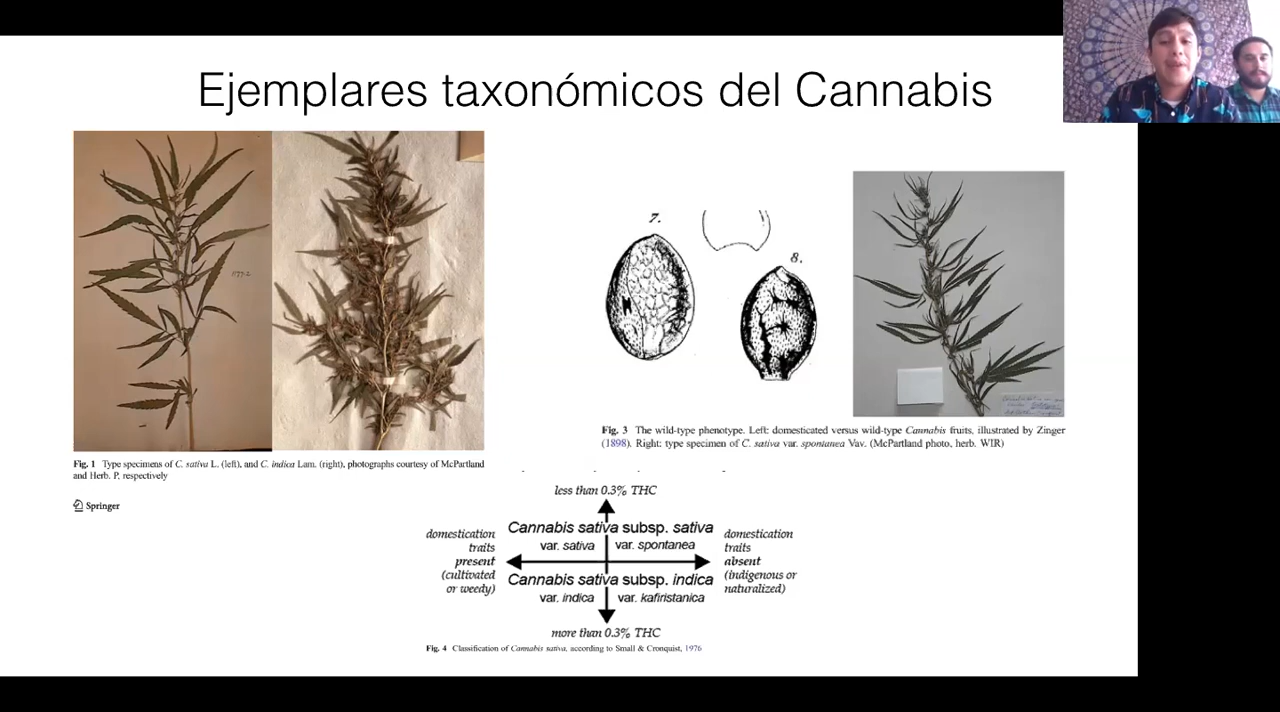 Ejemplares taxonómicos del Cannabis
Fig. 1 Type specimens of C. sativa L. (left), and C. indica Lam. (right), photographs courtesy of McPartland
and Herb. P, respectively
Springer
7.
8.
Fig. 3 The wild-type phenotype. Left: domesticated versus wild-type Cannabis fruits, illustrated by Zinger
(1898). Right: type specimen of C. sativa var. spontanea Vav. (McPartland photo, herb. WIR)
less than 0.3% THC
domestication
traits
present
(cultivated
or weedy)
Cannabis sativa subsp. sativa
var. sativa var. spontanea
Cannabis sativa subsp. indica
var. indica var. kafiristanica
domestication
traits
absent
(indigenous or
naturalized)
more than 0.3% THC
Fig. 4 Classification of Cannabis sativa, according to Small & Cronquist, 1976